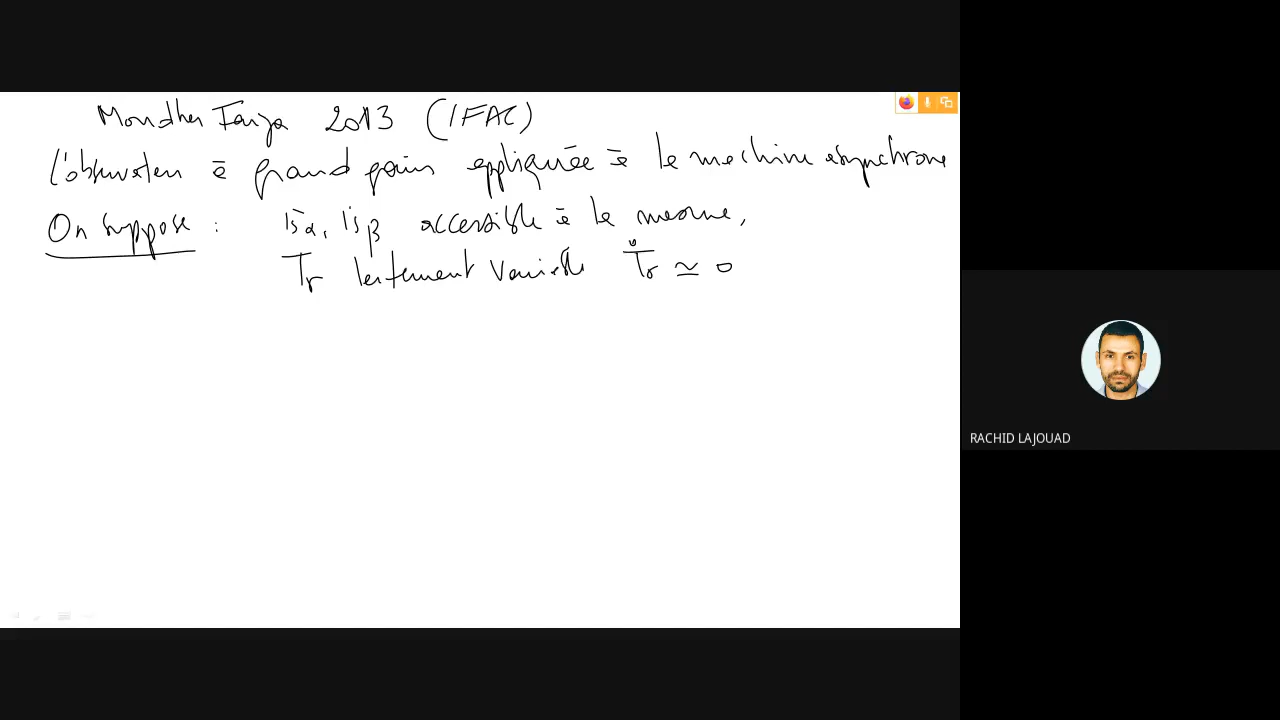 Mondher Farza 2013 (IFAC)
L'observateur à grand gain appliquée à la machine asynchrone
On suppose : isα, isβ accessible à la mesure,
Tr lentement variable Ṫr ≃ 0
RACHID LAJOUAD